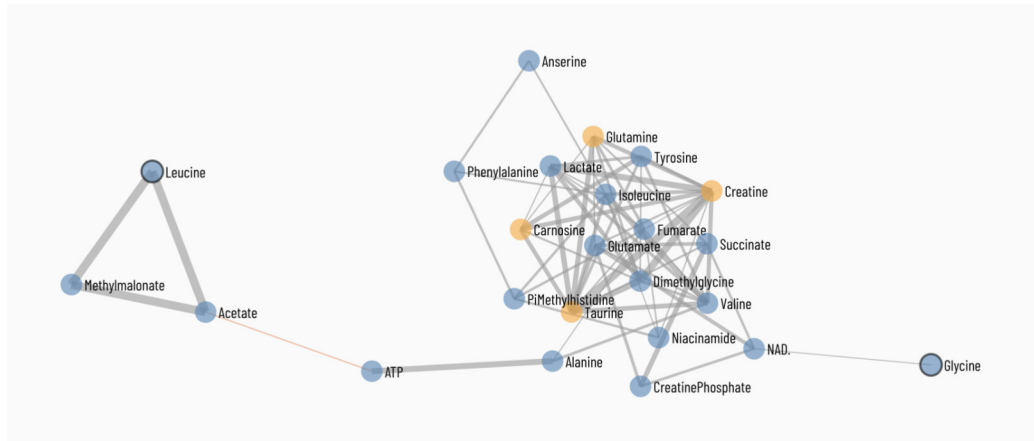 Anserine
Glutamine
Tyrosine
Leucine
Phenylalanine
Lactate
Isoleucine
Creatine
Carnosine
Fumarate
Glutamate
Succinate
Methylmalonate
Dimethylglycine
PiMethylhistidine
Valine
Acetate
Taurine
Niacinamide
NAD.
Alanine
Glycine
ATP
CreatinePhosphate